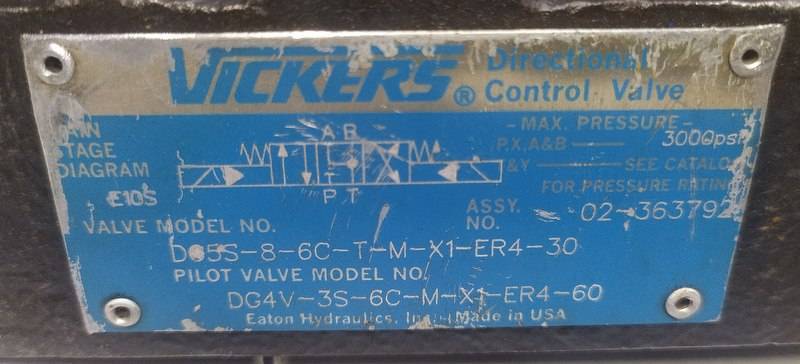 VICKERS® Directional
Control Valve
MAIN
STAGE
DIAGRAM
A B
P T
- MAX. PRESSURE -
P,X,A&B 3000psi
T&Y SEE CATALOG
FOR PRESSURE RATING
E10S
ASSY.
NO. 02-363792
VALVE MODEL NO.
DG5S-8-6C-T-M-X1-ER4-30
PILOT VALVE MODEL NO.
DG4V-3S-6C-M-X1-ER4-60
Eaton Hydraulics, Inc. Made in USA